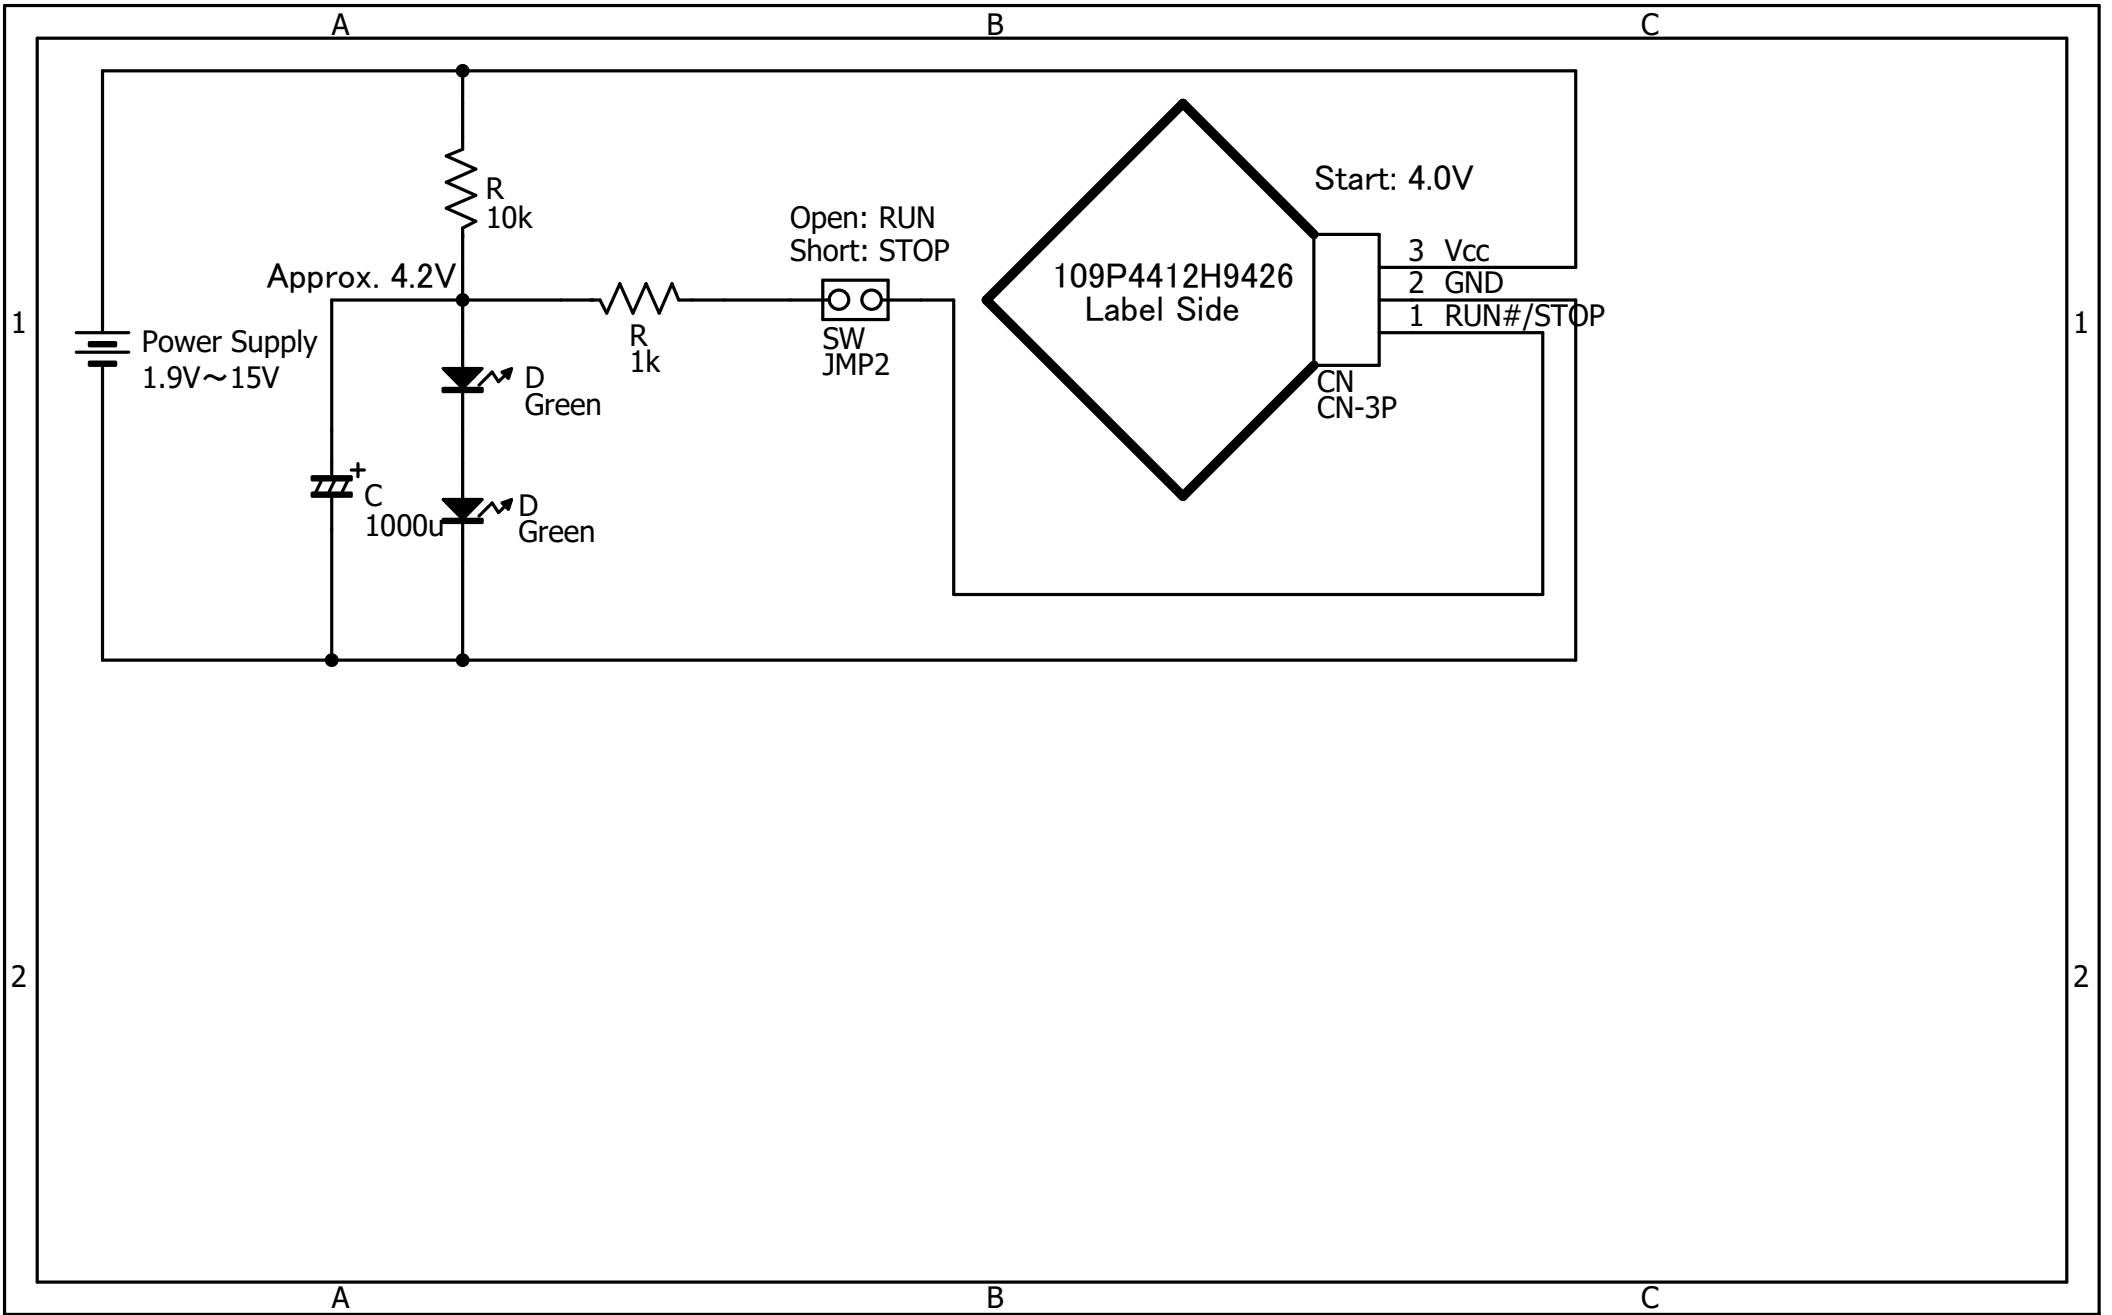 A B C
R
10k
Start: 4.0V
Open: RUN
Short: STOP
Approx. 4.2V
109P4412H9426
Label Side
3 Vcc
2 GND
1 RUN#/STOP
1
1
Power Supply
1.9V～15V
R
1k
SW
JMP2
CN
CN-3P
D
Green
+
C
1000u
D
Green
2
2
A B C